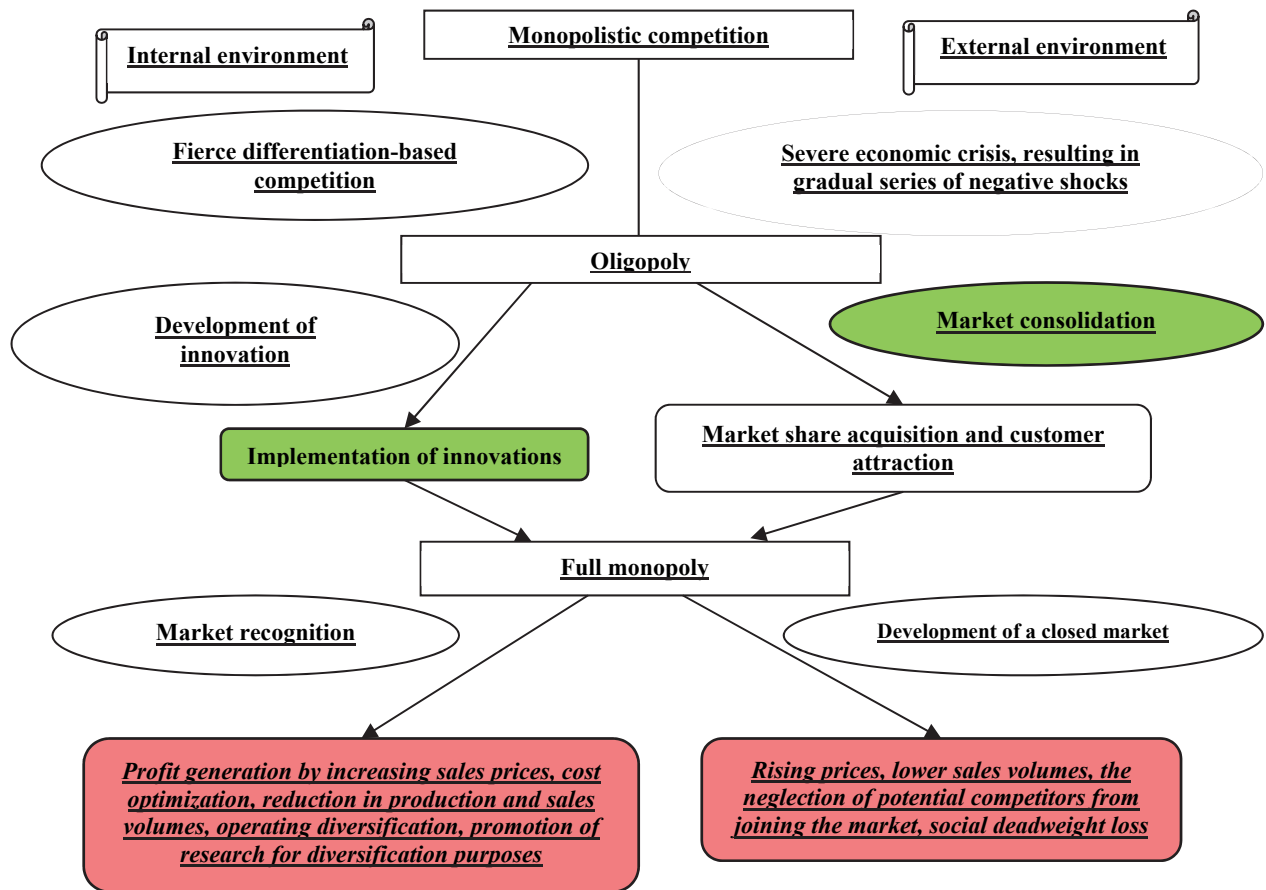 Monopolistic competition
Internal environment
External environment
Fierce differentiation-based
competition
Severe economic crisis, resulting in
gradual series of negative shocks
Oligopoly
Development of
innovation
Market consolidation
Implementation of innovations
Market share acquisition and customer
attraction
Full monopoly
Market recognition
Development of a closed market
Profit generation by increasing sales prices, cost
optimization, reduction in production and sales
volumes, operating diversification, promotion of
research for diversification purposes
Rising prices, lower sales volumes, the
neglection of potential competitors from
joining the market, social deadweight loss